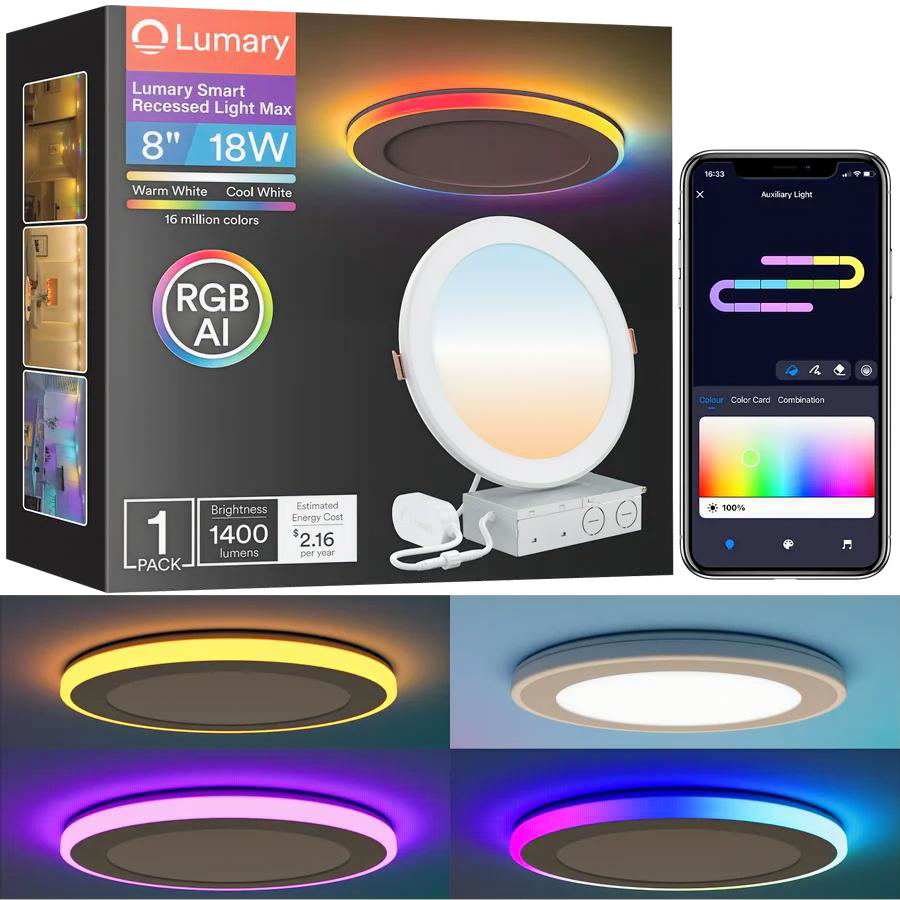 Lumary
Lumary Smart
Recessed Light Max
8" 18W
Warm White Cool White
16 million colors
RGB
AI
1
PACK
Brightness
1400
lumens
Estimated
Energy Cost
$2.16
per year
Lumary
16:33
Auxiliary Light
Colour Color Card Combination
100%